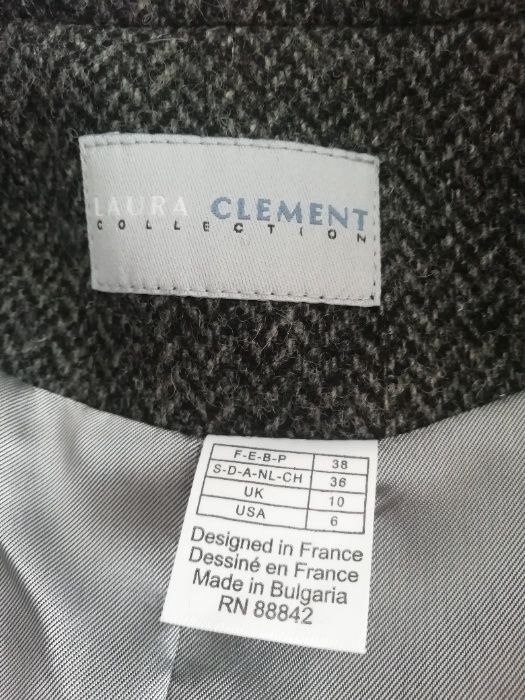 LAURA CLEMENT
COLLECTION
F-E-B-P 38
S-D-A-NL-CH 36
UK 10
USA 6
Designed in France
Dessiné en France
Made in Bulgaria
RN 88842